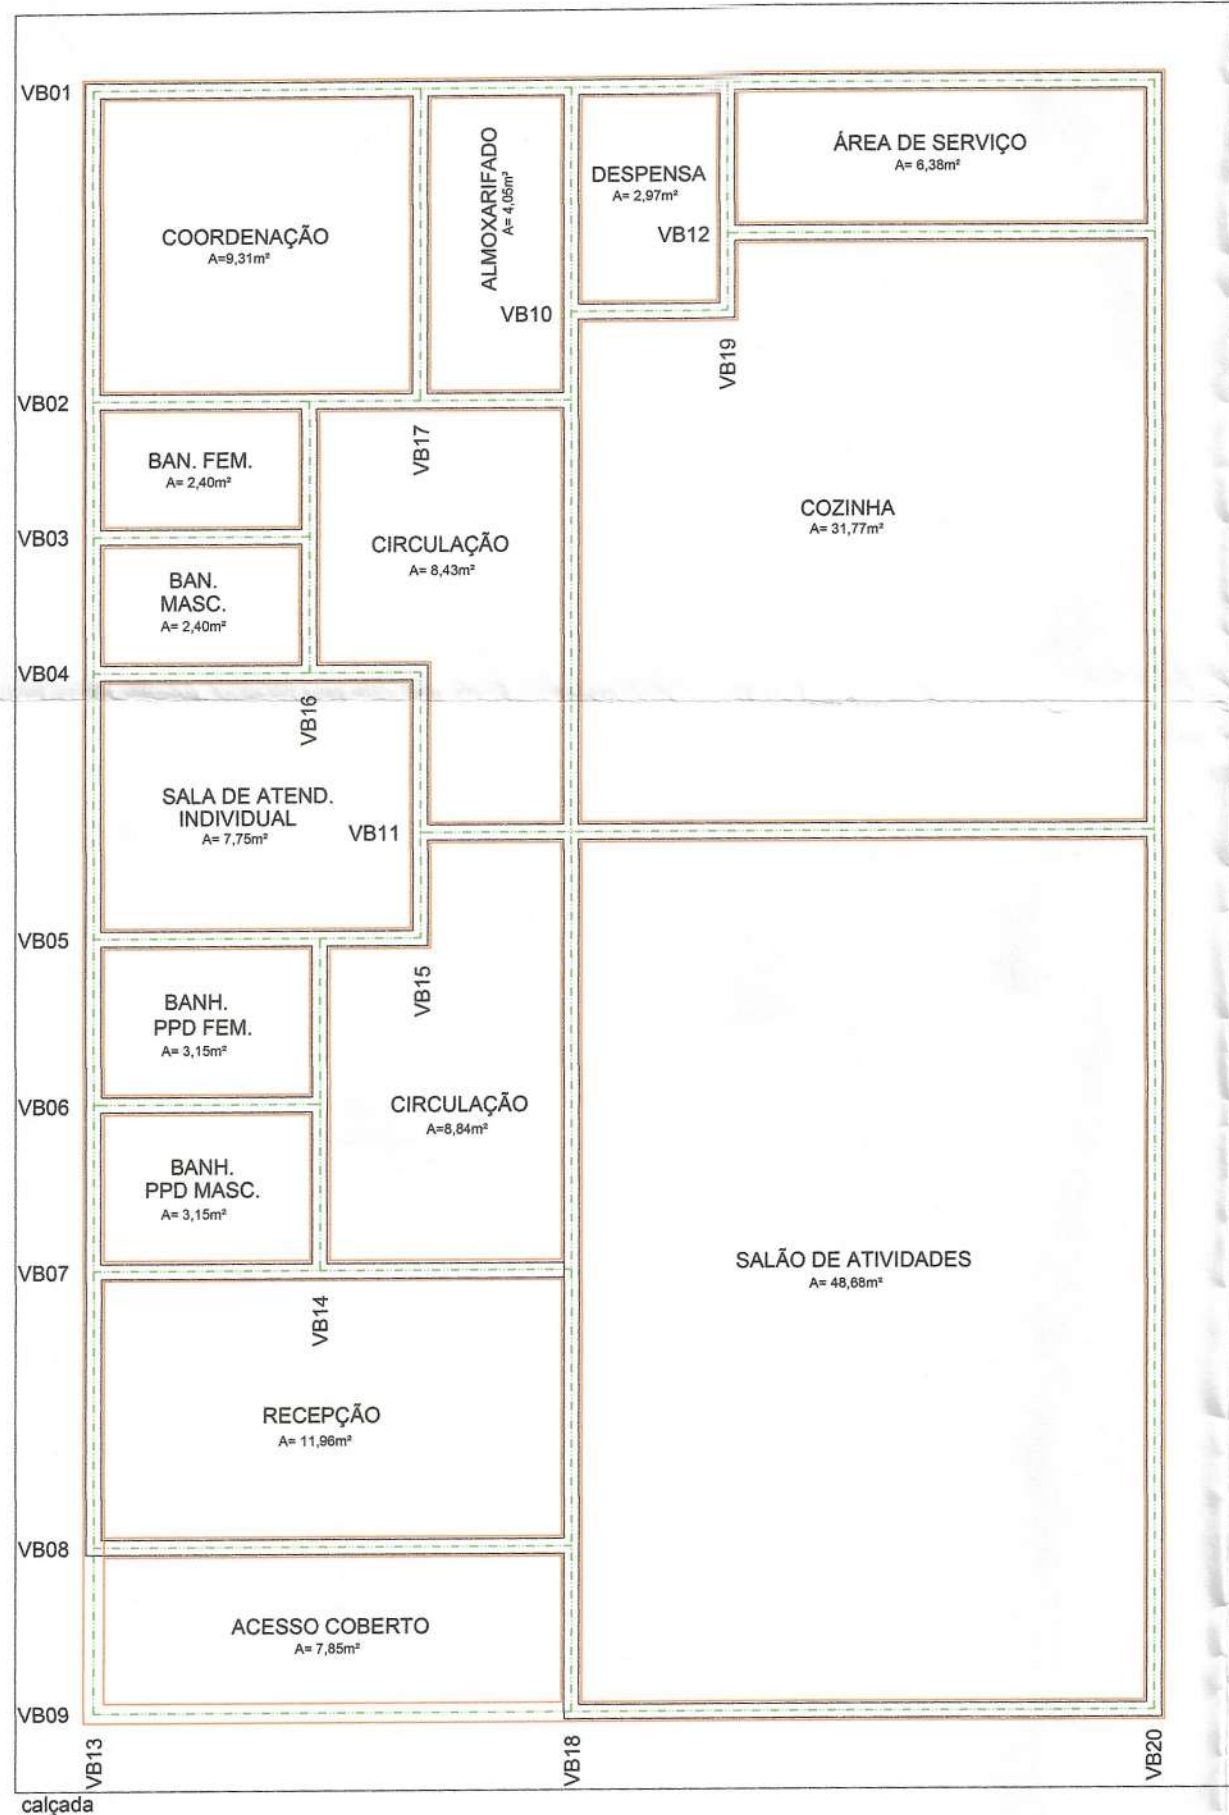 VB01
ÁREA DE SERVIÇO
A= 6,38m²
ALMOXARIFADO
A= 4,05m²
DESPENSA
A= 2,97m²
COORDENAÇÃO
A=9,31m²
VB12
VB10
VB19
VB02
VB17
BAN. FEM.
A= 2,40m²
COZINHA
A= 31,77m²
VB03
CIRCULAÇÃO
A= 8,43m²
BAN.
MASC.
A= 2,40m²
VB04
VB16
SALA DE ATEND.
INDIVIDUAL
A= 7,75m²
VB11
VB05
VB15
BANH.
PPD FEM.
A= 3,15m²
VB06
CIRCULAÇÃO
A=8,84m²
BANH.
PPD MASC.
A= 3,15m²
SALÃO DE ATIVIDADES
A= 48,68m²
VB07
VB14
RECEPÇÃO
A= 11,96m²
VB08
ACESSO COBERTO
A= 7,85m²
VB09
VB13
VB18
VB20
calçada